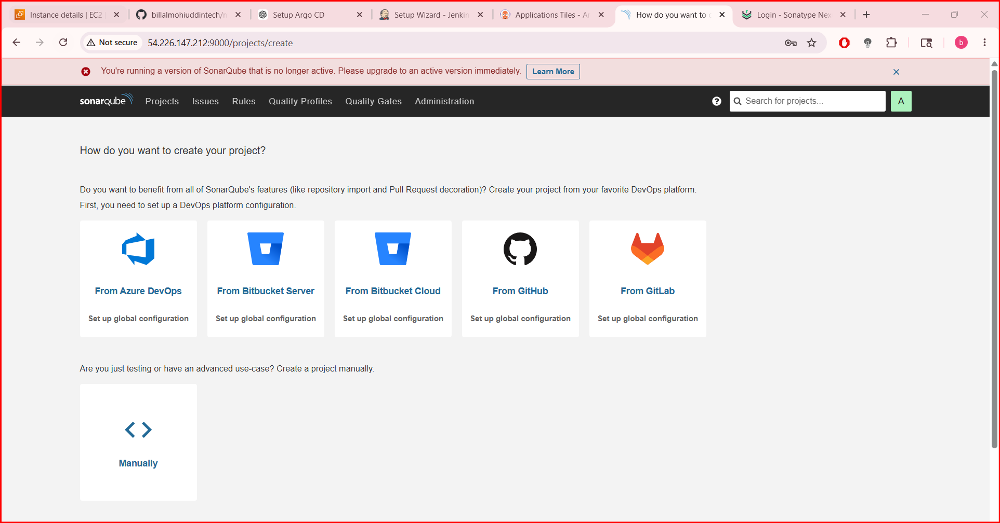 Instance details | EC2
billalmohiuddintech/
Setup Argo CD
Setup Wizard - Jenkin
Applications Tiles - A
How do you want to
Login - Sonatype Nex
Not secure
54.226.147.212:9000/projects/create
b
You're running a version of SonarQube that is no longer active. Please upgrade to an active version immediately.
Learn More
sonarqube
Projects
Issues
Rules
Quality Profiles
Quality Gates
Administration
Search for projects...
A
How do you want to create your project?
Do you want to benefit from all of SonarQube's features (like repository import and Pull Request decoration)? Create your project from your favorite DevOps platform.
First, you need to set up a DevOps platform configuration.
From Azure DevOps
From Bitbucket Server
From Bitbucket Cloud
From GitHub
From GitLab
Set up global configuration
Set up global configuration
Set up global configuration
Set up global configuration
Set up global configuration
Are you just testing or have an advanced use-case? Create a project manually.
Manually